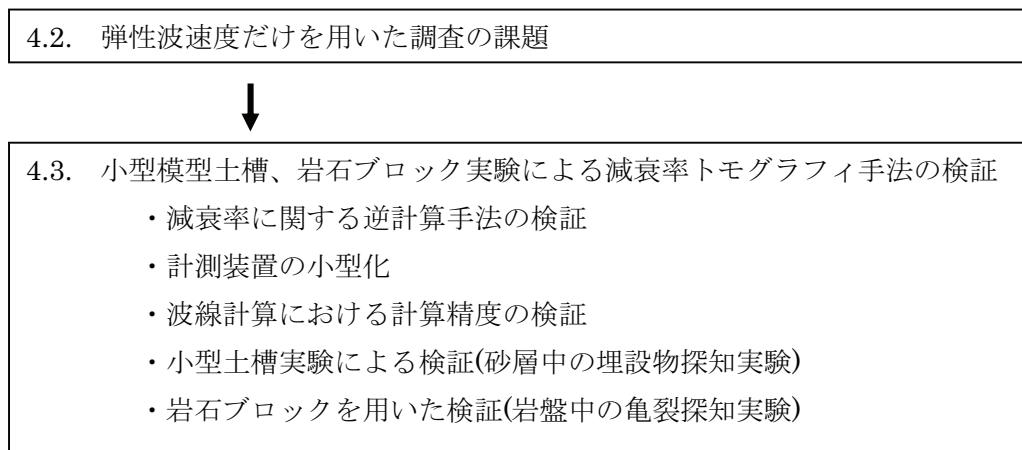 4.2. 弾性波速度だけを用いた調査の課題
4.3. 小型模型土槽、岩石ブロック実験による減衰率トモグラフィ手法の検証
・減衰率に関する逆計算手法の検証
・計測装置の小型化
・波線計算における計算精度の検証
・小型土槽実験による検証(砂層中の埋設物探知実験)
・岩石ブロックを用いた検証(岩盤中の亀裂探知実験)